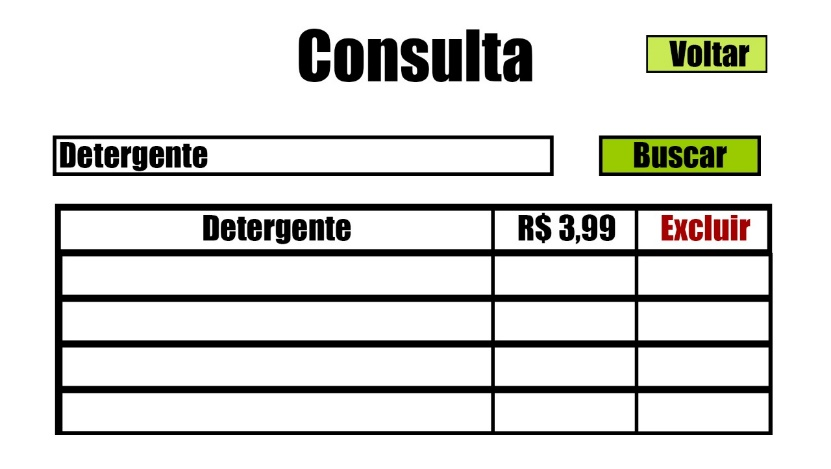 Consulta
Voltar
Detergente
Buscar
Detergente R$ 3,99 Excluir